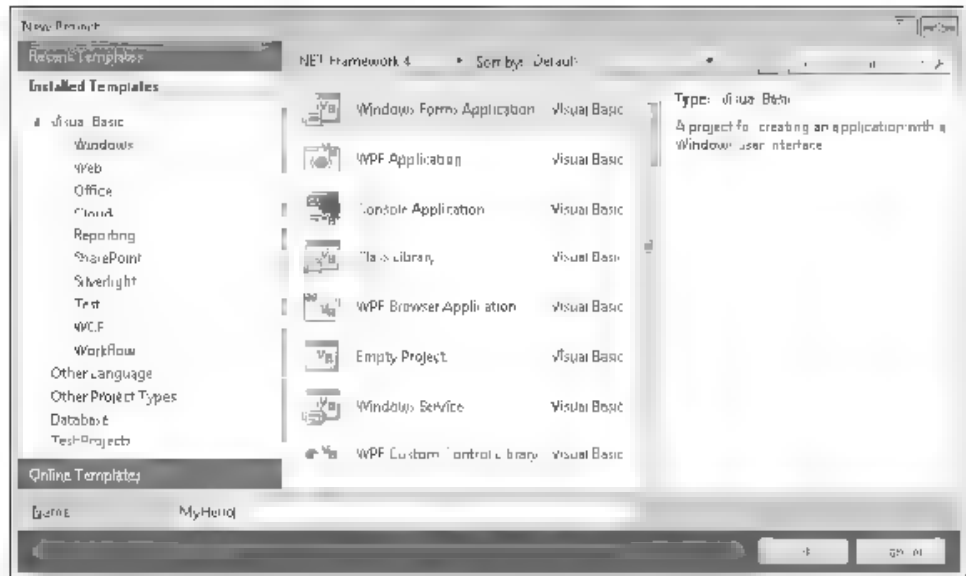 New Project
Recent Templates
.NET Framework 4 Sort by: Default
Installed Templates
Visual Basic
Windows
Web
Office
Cloud
Reporting
SharePoint
Silverlight
Test
WCF
Workflow
Other Language
Other Project Types
Database
Test Projects
Online Templates
Windows Forms Application Visual Basic
WPF Application Visual Basic
Console Application Visual Basic
Class Library Visual Basic
WPF Browser Application Visual Basic
Empty Project Visual Basic
Windows Service Visual Basic
WPF Custom Control Library Visual Basic
Type: Visual Basic
A project for creating an application with a
Windows user interface
Name MyHello